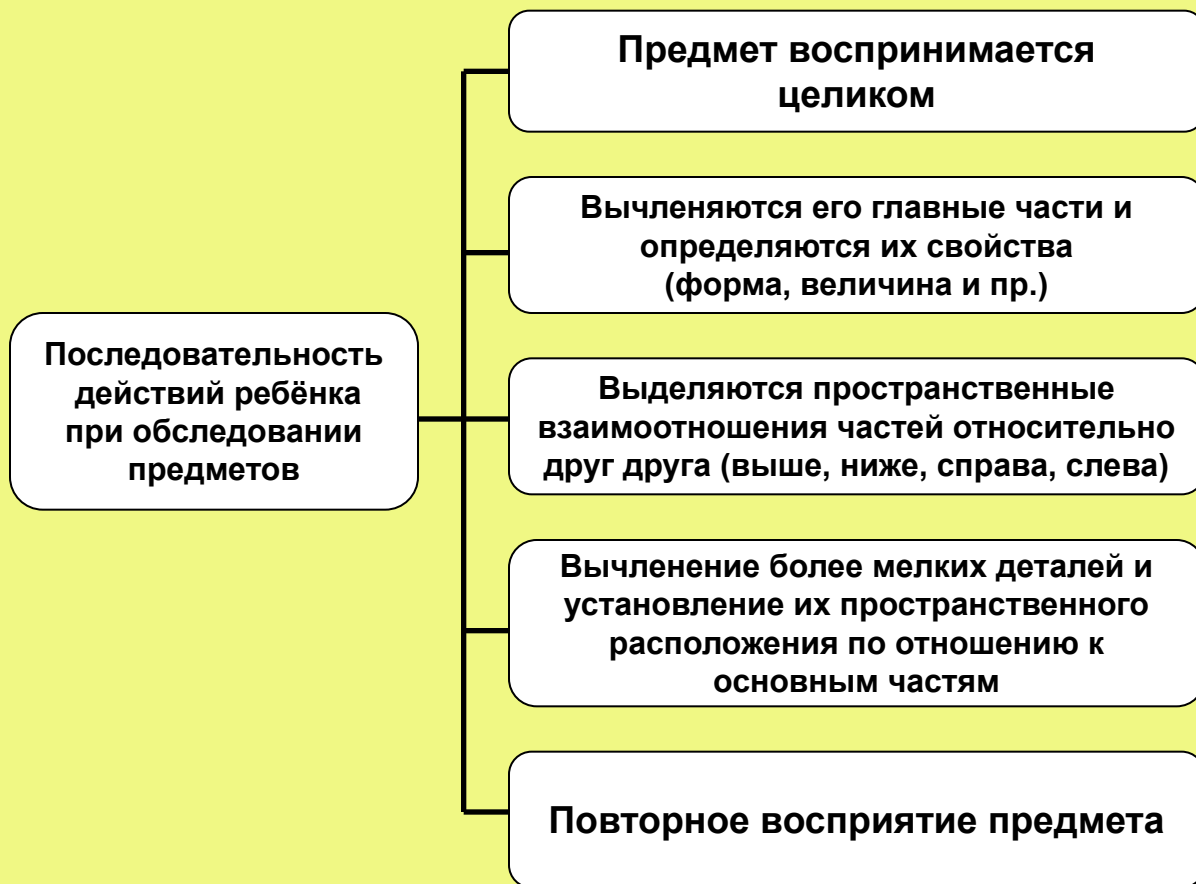 Предмет воспринимается
целиком
Вычленяются его главные части и
определяются их свойства
(форма, величина и пр.)
Последовательность
действий ребёнка
при обследовании
предметов
Выделяются пространственные
взаимоотношения частей относительно
друг друга (выше, ниже, справа, слева)
Вычленение более мелких деталей и
установление их пространственного
расположения по отношению к
основным частям
Повторное восприятие предмета